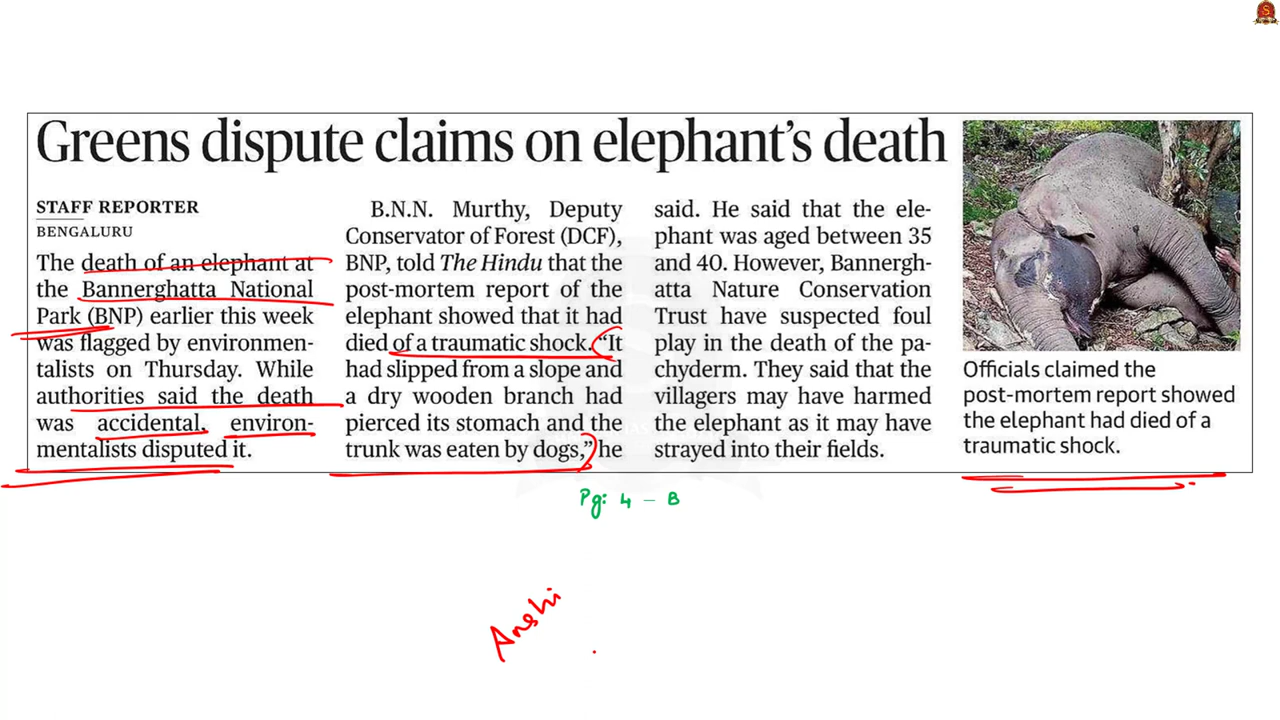 Greens dispute claims on elephant's death
STAFF REPORTER
BENGALURU
The death of an elephant at
the Bannerghatta National
Park (BNP) earlier this week
was flagged by environmen-
talists on Thursday. While
authorities said the death
was accidental, environ-
mentalists disputed it.
B.N.N. Murthy, Deputy
Conservator of Forest (DCF),
BNP, told The Hindu that the
post-mortem report of the
elephant showed that it had
died of a traumatic shock. “It
had slipped from a slope and
a dry wooden branch had
pierced its stomach and the
trunk was eaten by dogs,” he
said. He said that the ele-
phant was aged between 35
and 40. However, Bannergh-
atta Nature Conservation
Trust have suspected foul
play in the death of the pa-
chyderm. They said that the
villagers may have harmed
the elephant as it may have
strayed into their fields.
Officials claimed the
post-mortem report showed
the elephant had died of a
traumatic shock.
Pg: 4 – B
Anshi